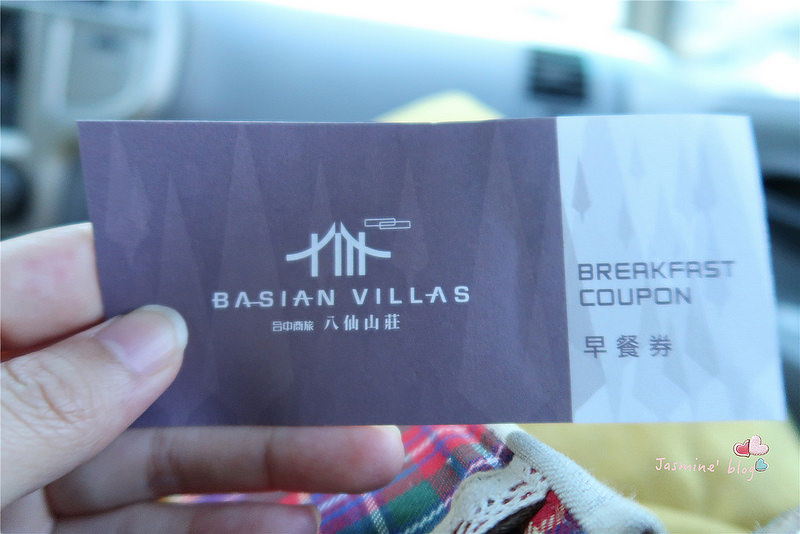 BASIAN VILLAS
台中商旅 八仙山莊
BREAKFAST
COUPON
早餐券
Jasmine' blog